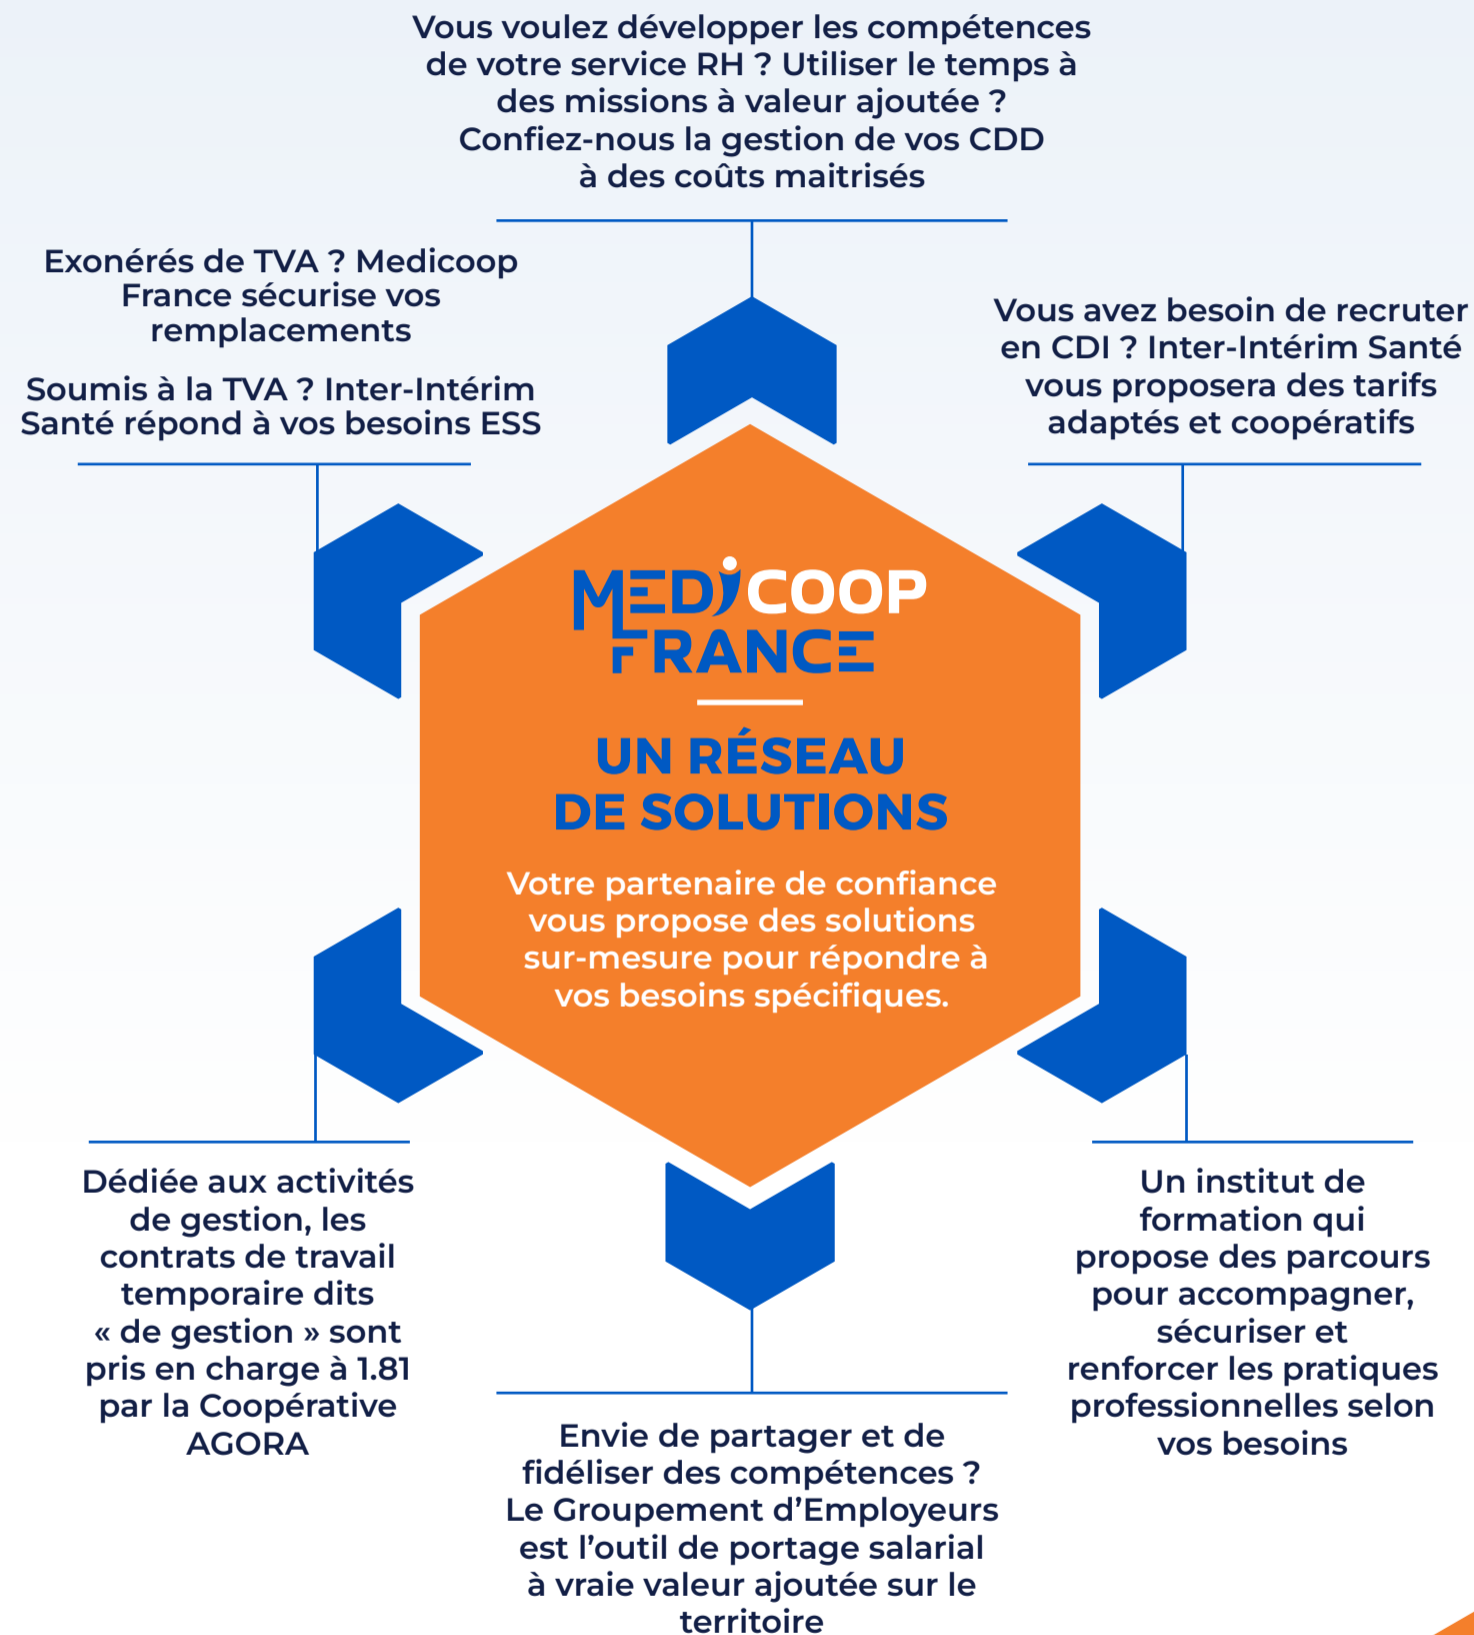 Vous voulez développer les compétences
de votre service RH ? Utiliser le temps à
des missions à valeur ajoutée ?
Confiez-nous la gestion de vos CDD
à des coûts maitrisés
Exonérés de TVA ? Medicoop
France sécurise vos
remplacements
Soumis à la TVA ? Inter-Intérim
Santé répond à vos besoins ESS
Vous avez besoin de recruter
en CDI ? Inter-Intérim Santé
vous proposera des tarifs
adaptés et coopératifs
MEDICOOP
FRANCE
UN RÉSEAU
DE SOLUTIONS
Votre partenaire de confiance
vous propose des solutions
sur-mesure pour répondre à
vos besoins spécifiques.
Dédiée aux activités
de gestion, les
contrats de travail
temporaire dits
« de gestion » sont
pris en charge à 1.81
par la Coopérative
AGORA
Envie de partager et de
fidéliser des compétences ?
Le Groupement d’Employeurs
est l’outil de portage salarial
à vraie valeur ajoutée sur le
territoire
Un institut de
formation qui
propose des parcours
pour accompagner,
sécuriser et
renforcer les pratiques
professionnelles selon
vos besoins